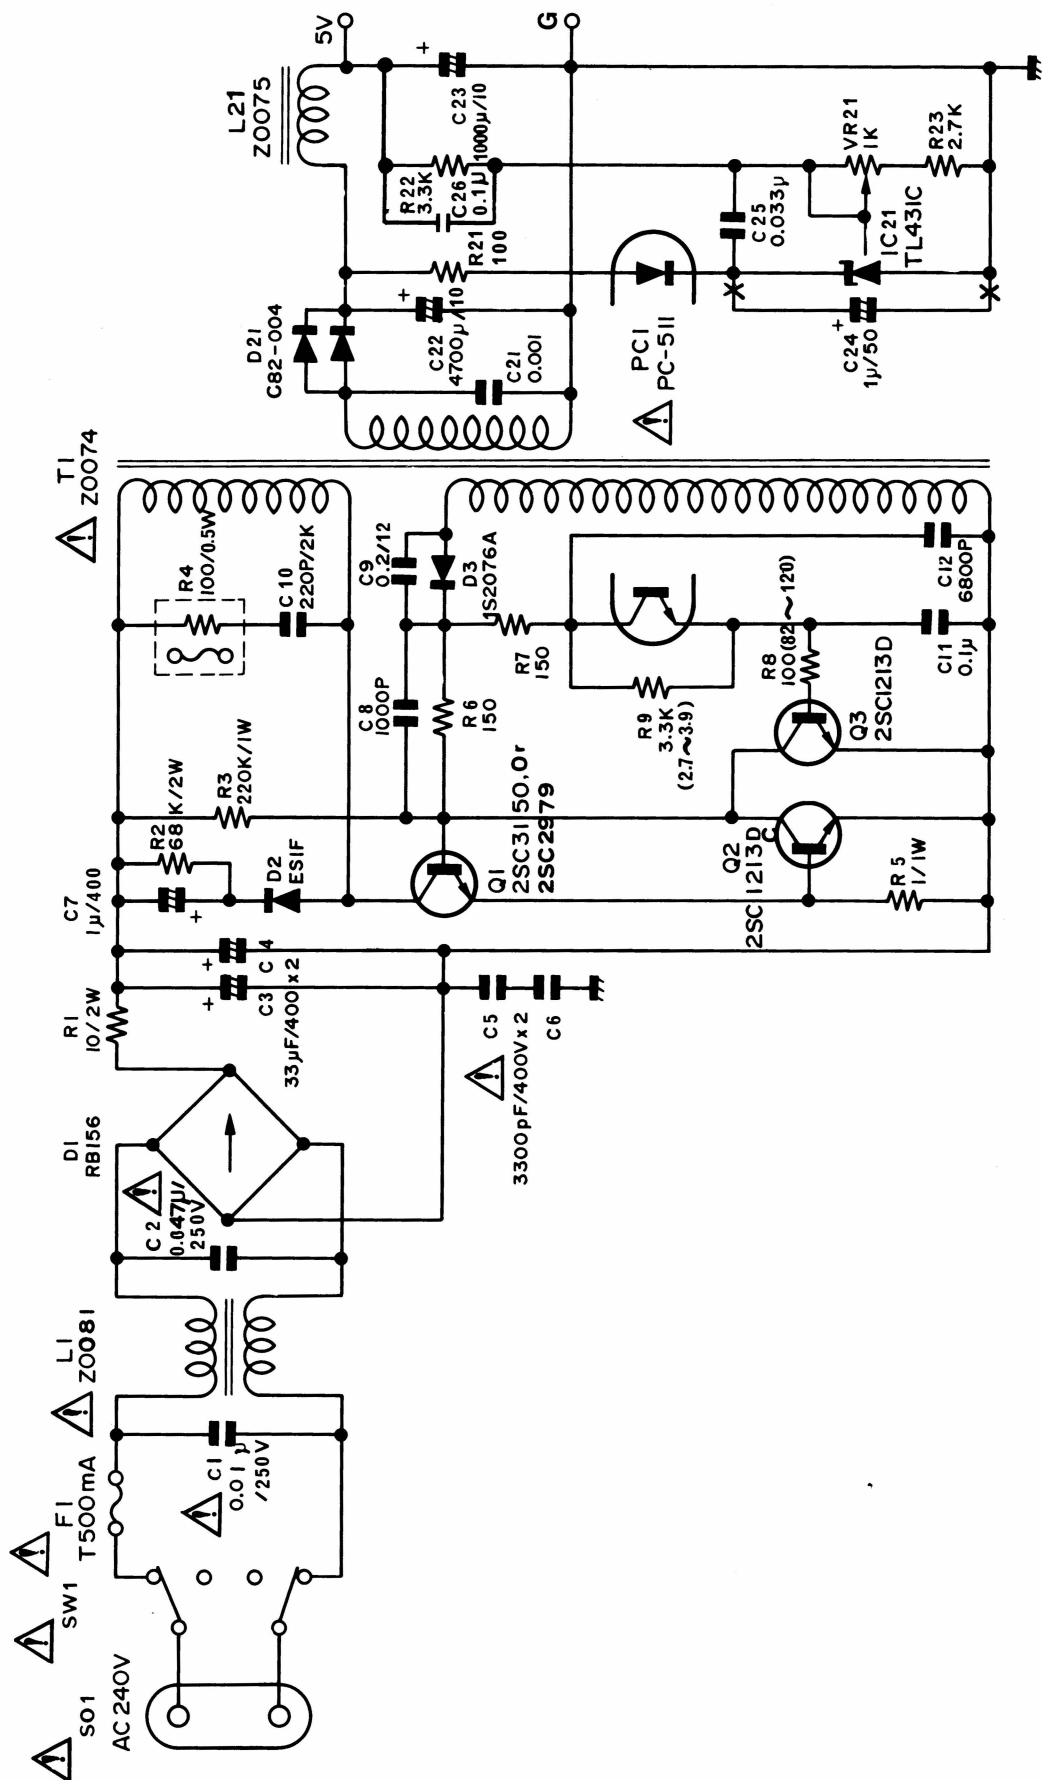 SO1
AC 240V
SW1
F1
T500mA
C1
0.01μ
/250V
L1
Z0081
C2
0.047μ/
250V
D1
RB156
R1
10/2W
C3 C4
33μF/400x2
C5
3300pF/400Vx2
C6
C7
1μ/400
R2
68K/2W
D2
ES1F
R3
220K/1W
R4
100/0.5W
C10
220P/2K
T1
Z0074
C8
1000P
C9
0.2/12
D3
1S2076A
R6
150
R7
150
Q1
2SC3150, Or
2SC2979
R9
3.3K
(2.7~3.9)
R8
100(82~120)
Q2
2SC1213D
C
Q3
2SC1213D
R5
1/1W
C11
0.1μ
C12
6800P
D21
C82-004
C22
4700μ/10
C21
0.001
L21
Z0075
5V
G
R22
3.3K
C26
0.1μ
C23
1000μ/10
R21
100
PC1
PC-511
C25
0.033μ
C24
1μ/50
IC21
TL431C
VR21
1K
R23
2.7K